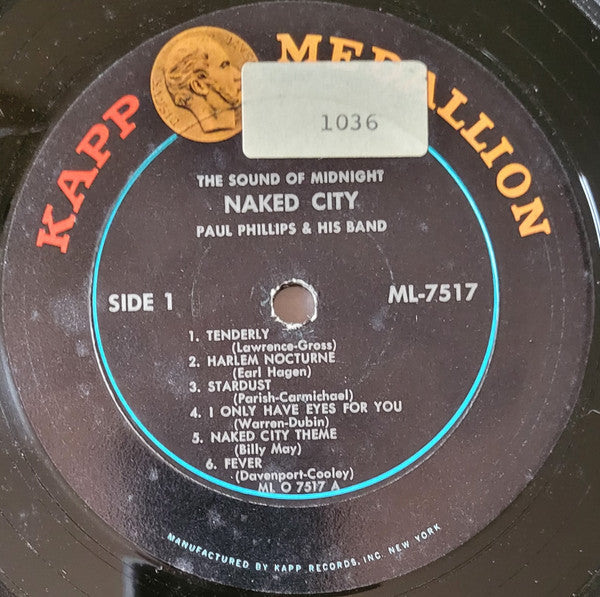 KAPP MEDALLION
1036
THE SOUND OF MIDNIGHT
NAKED CITY
PAUL PHILLIPS & HIS BAND
SIDE 1
ML-7517
1. TENDERLY
(Lawrence-Gross)
2. HARLEM NOCTURNE
(Earl Hagen)
3. STARDUST
(Parish-Carmichael)
4. I ONLY HAVE EYES FOR YOU
(Warren-Dubin)
5. NAKED CITY THEME
(Billy May)
6. FEVER
(Davenport-Cooley)
ML O 7517 A
MANUFACTURED BY KAPP RECORDS, INC. NEW YORK